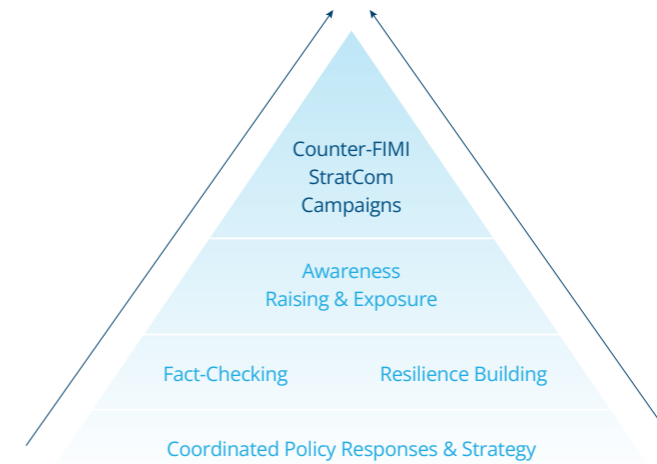 Counter-FIMI
StratCom
Campaigns
Awareness
Raising & Exposure
Fact-Checking
Resilience Building
Coordinated Policy Responses & Strategy